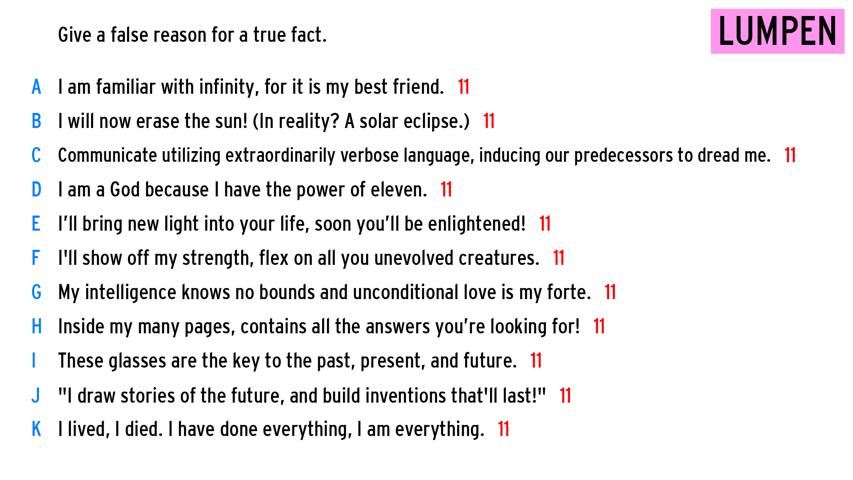 Give a false reason for a true fact.
LUMPEN
A I am familiar with infinity, for it is my best friend. 11
B I will now erase the sun! (In reality? A solar eclipse.) 11
C Communicate utilizing extraordinarily verbose language, inducing our predecessors to dread me. 11
D I am a God because I have the power of eleven. 11
E I’ll bring new light into your life, soon you’ll be enlightened! 11
F I'll show off my strength, flex on all you unevolved creatures. 11
G My intelligence knows no bounds and unconditional love is my forte. 11
H Inside my many pages, contains all the answers you’re looking for! 11
I These glasses are the key to the past, present, and future. 11
J "I draw stories of the future, and build inventions that'll last!" 11
K I lived, I died. I have done everything, I am everything. 11